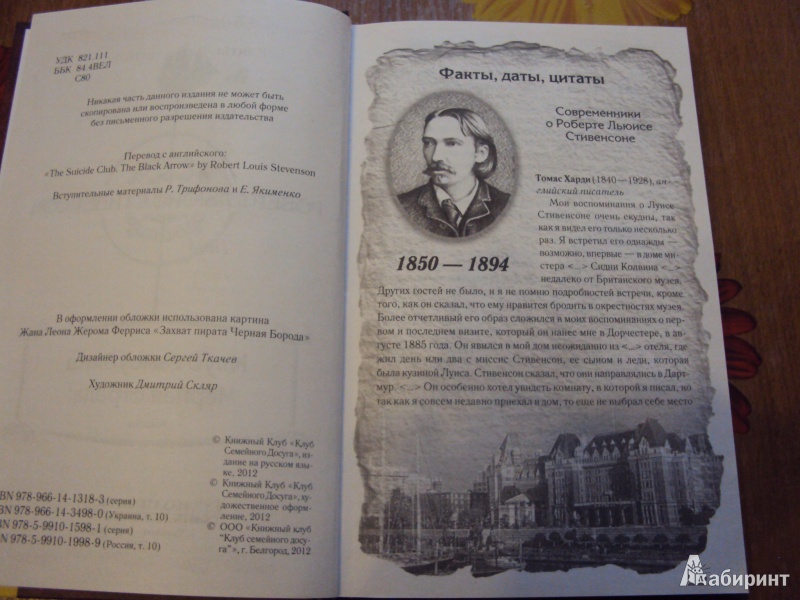 УДК 821.111
ББК 84.4ВЕЛ
С80
Никакая часть данного издания не может быть
скопирована или воспроизведена в любой форме
без письменного разрешения издательства
Перевод с английского:
«The Suicide Club. The Black Arrow» by Robert Louis Stevenson
Вступительные материалы Р. Трифонова и Е. Якименко
В оформлении обложки использована картина
Жана Леона Жерома Ферриса «Захват пирата Черная Борода»
Дизайнер обложки Сергей Ткачев
Художник Дмитрий Скляр
© Книжный Клуб «Клуб
Семейного Досуга», из-
дание на русском язы-
ке, 2012
© Книжный Клуб «Клуб
Семейного Досуга», ху-
дожественное оформ-
ление, 2012
© ООО «Книжный клуб
"Клуб семейного досу-
га"», г. Белгород, 2012
BN 978-966-14-1318-3 (серия)
BN 978-966-14-3498-0 (Украина, т. 10)
BN 978-5-9910-1598-1 (серия)
BN 978-5-9910-1998-9 (Россия, т. 10)
Факты, даты, цитаты
Современники
о Роберте Льюисе
Стивенсоне
1850 — 1894
Томас Харди (1840—1928), ан-
глийский писатель
Мои воспоминания о Луисе
Стивенсоне очень скудны, так
как я видел его только несколько
раз. Я встретил его однажды —
возможно, впервые — в доме ми-
стера <...> Сидни Колвина <...>
недалеко от Британского музея.
Других гостей не было, и я не помню подробностей встречи, кроме
того, как он сказал, что ему нравится бродить в окрестностях музея.
Более отчетливый его образ сложился в моих воспоминаниях о пер-
вом и последнем визите, который он нанес мне в Дорчестере, в ав-
густе 1885 года. Он явился в мой дом неожиданно из <...> отеля, где
жил день или два с миссис Стивенсон, ее сыном и леди, которая
была кузиной Луиса. Стивенсон сказал, что они направлялись в Дарт-
мур. <...> Он особенно хотел увидеть комнату, в которой я писал, но
так как я совсем недавно приехал в дом, то еще не выбрал себе место
Лабиринт